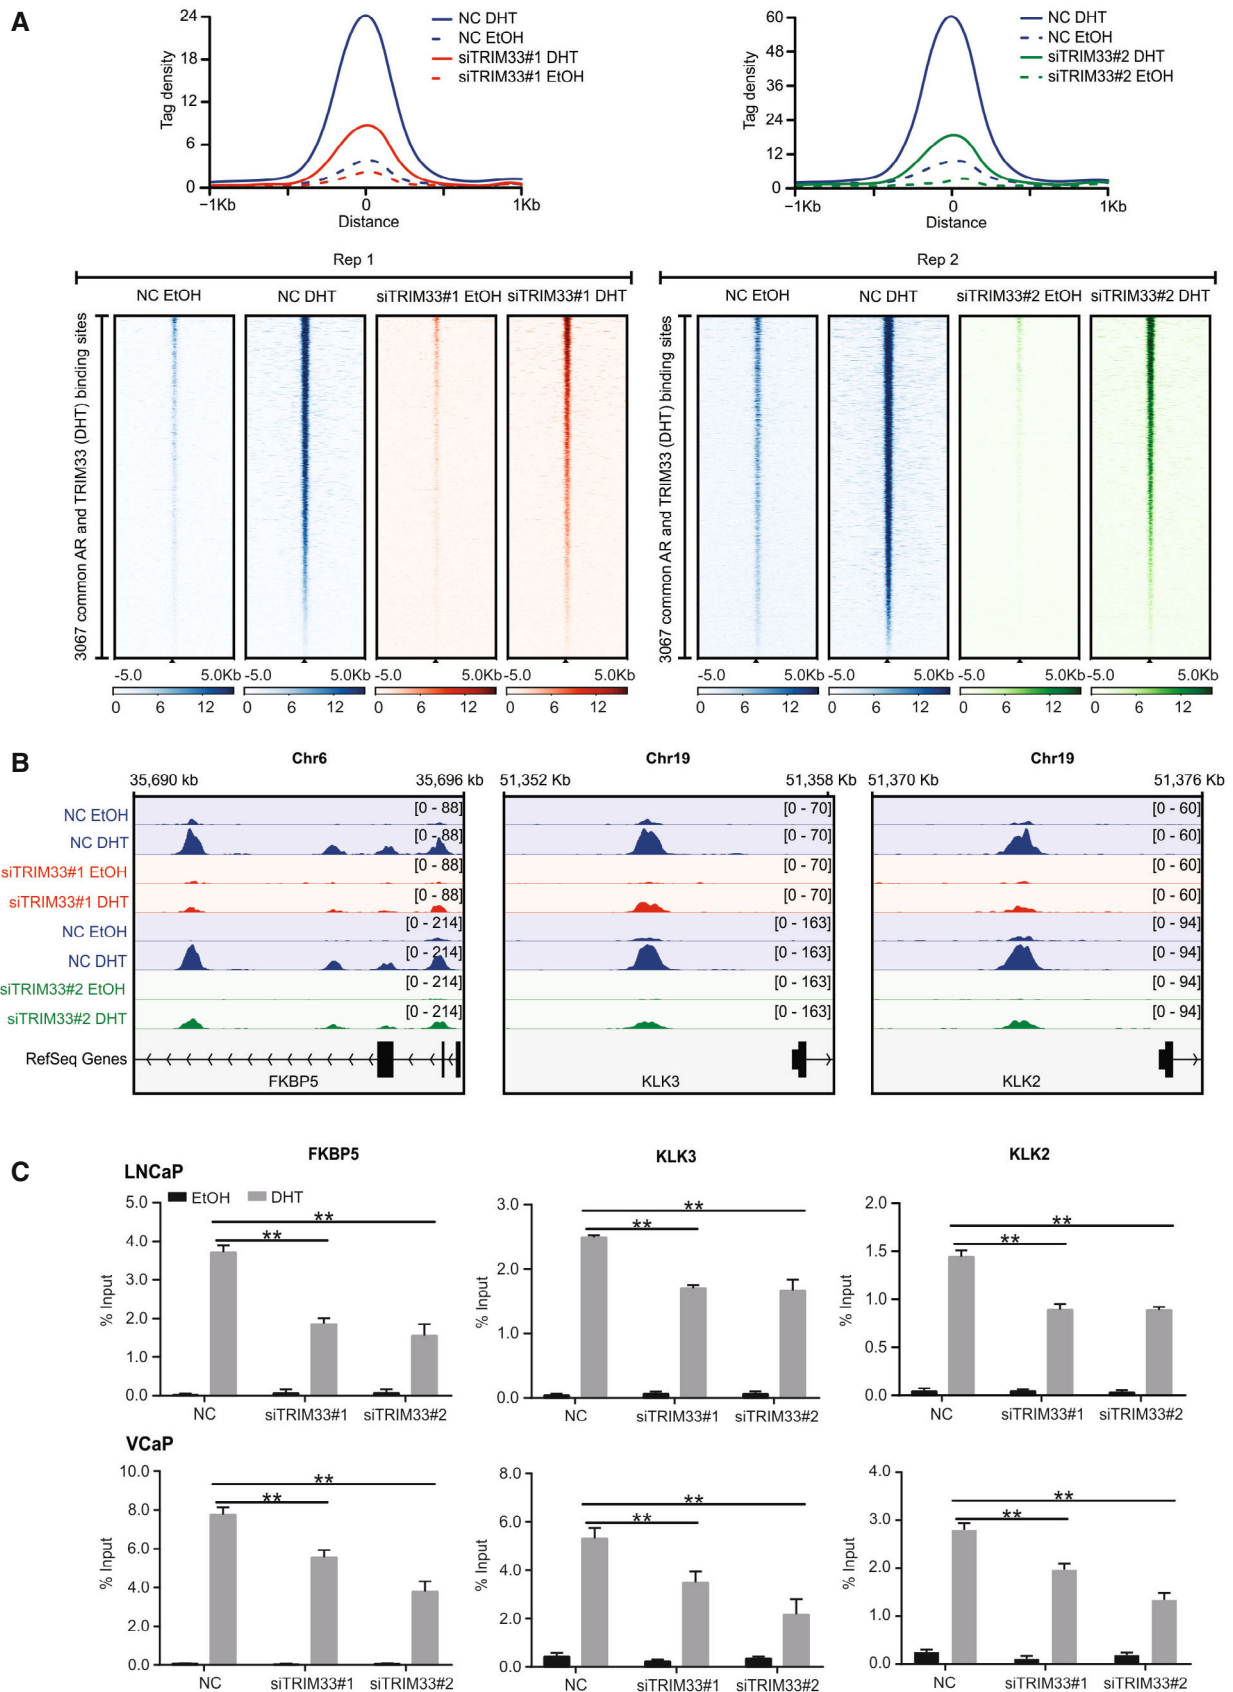 A
24
18
12
6
0
Tag density
−1Kb
0
1Kb
Distance
NC DHT
NC EtOH
siTRIM33#1 DHT
siTRIM33#1 EtOH
60
48
36
24
12
0
Tag density
−1Kb
0
1Kb
Distance
NC DHT
NC EtOH
siTRIM33#2 DHT
siTRIM33#2 EtOH
Rep 1
NC EtOH NC DHT siTRIM33#1 EtOH siTRIM33#1 DHT
3067 common AR and TRIM33 (DHT) binding sites
-5.0 5.0Kb -5.0 5.0Kb -5.0 5.0Kb -5.0 5.0Kb
0 6 12 0 6 12 0 6 12 0 6 12
Rep 2
NC EtOH NC DHT siTRIM33#2 EtOH siTRIM33#2 DHT
3067 common AR and TRIM33 (DHT) binding sites
-5.0 5.0Kb -5.0 5.0Kb -5.0 5.0Kb -5.0 5.0Kb
0 6 12 0 6 12 0 6 12 0 6 12
B
Chr6 Chr19 Chr19
35,690 kb 35,696 Kb 51,352 Kb 51,358 Kb 51,370 Kb 51,376 Kb
NC EtOH [0 - 88] [0 - 70] [0 - 60]
NC DHT [0 - 88] [0 - 70] [0 - 60]
siTRIM33#1 EtOH [0 - 88] [0 - 70] [0 - 60]
siTRIM33#1 DHT [0 - 88] [0 - 70] [0 - 60]
NC EtOH [0 - 214] [0 - 163] [0 - 94]
NC DHT [0 - 214] [0 - 163] [0 - 94]
siTRIM33#2 EtOH [0 - 214] [0 - 163] [0 - 94]
siTRIM33#2 DHT [0 - 214] [0 - 163] [0 - 94]
RefSeq Genes
FKBP5 KLK3 KLK2
C
FKBP5 KLK3 KLK2
LNCaP
EtOH DHT
5.0
4.0
3.0
2.0
1.0
0.0
% Input
**
**
NC siTRIM33#1 siTRIM33#2
3.0
2.0
1.0
0.0
% Input
**
**
NC siTRIM33#1 siTRIM33#2
2.0
1.5
1.0
0.5
0.0
% Input
**
**
NC siTRIM33#1 siTRIM33#2
VCaP
10.0
8.0
6.0
4.0
2.0
0.0
% Input
**
**
NC siTRIM33#1 siTRIM33#2
8.0
6.0
4.0
2.0
0.0
% Input
**
**
NC siTRIM33#1 siTRIM33#2
4.0
3.0
2.0
1.0
0.0
% Input
**
**
NC siTRIM33#1 siTRIM33#2